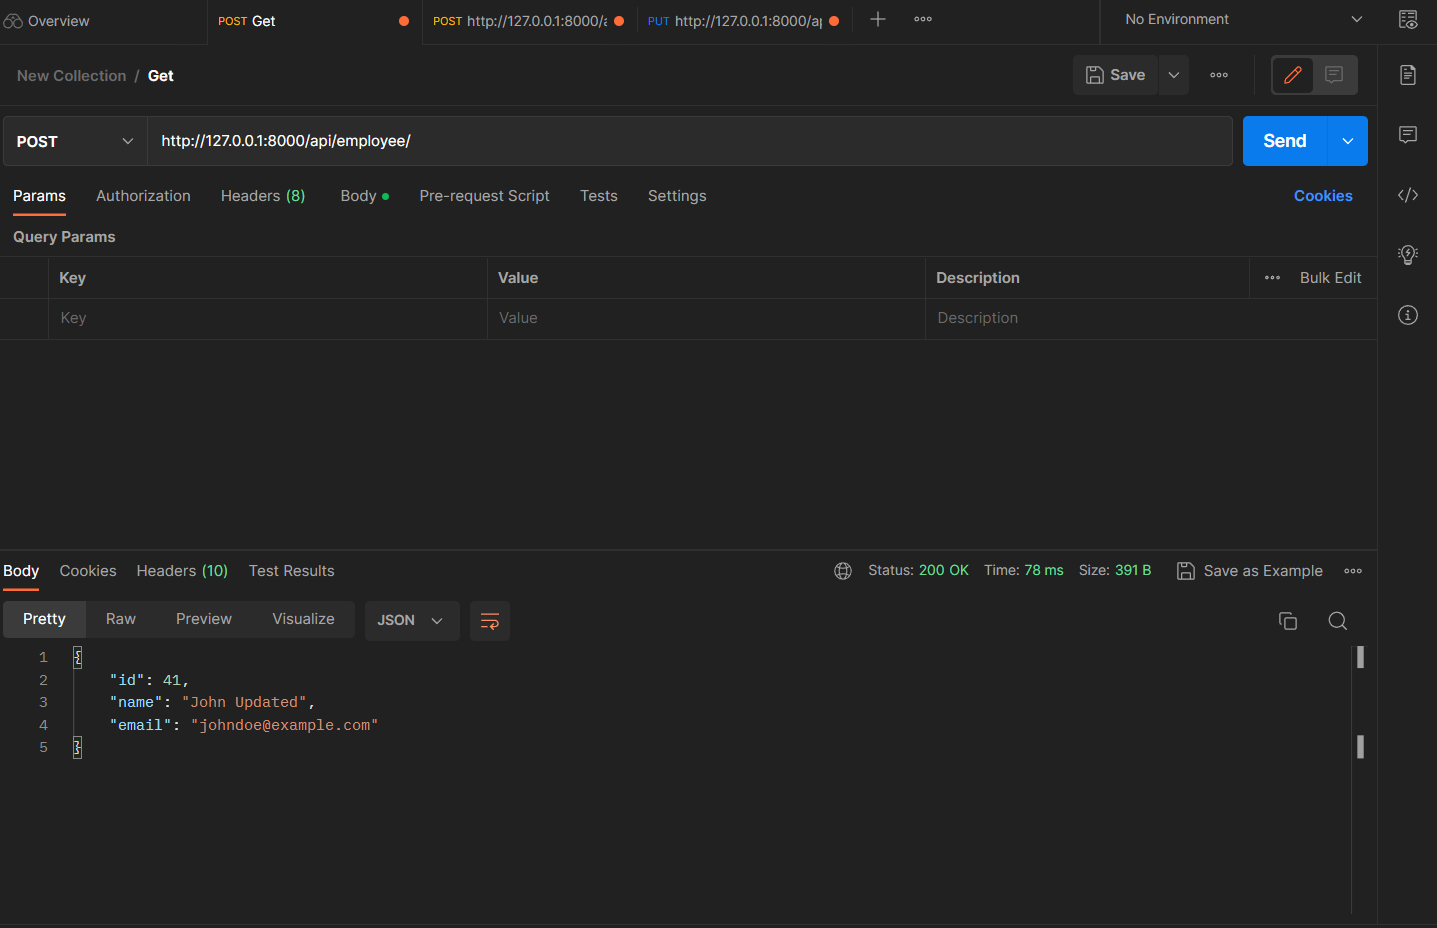 Overview
POST Get
POST http://127.0.0.1:8000/a
PUT http://127.0.0.1:8000/a
No Environment
New Collection / Get
Save
POST
http://127.0.0.1:8000/api/employee/
Send
Params Authorization Headers (8) Body Pre-request Script Tests Settings Cookies
Query Params
Key Value Description Bulk Edit
Key Value Description
Body Cookies Headers (10) Test Results Status: 200 OK Time: 78 ms Size: 391 B Save as Example
Pretty Raw Preview Visualize JSON
1 {
2 "id": 41,
3 "name": "John Updated",
4 "email": "johndoe@example.com"
5 }